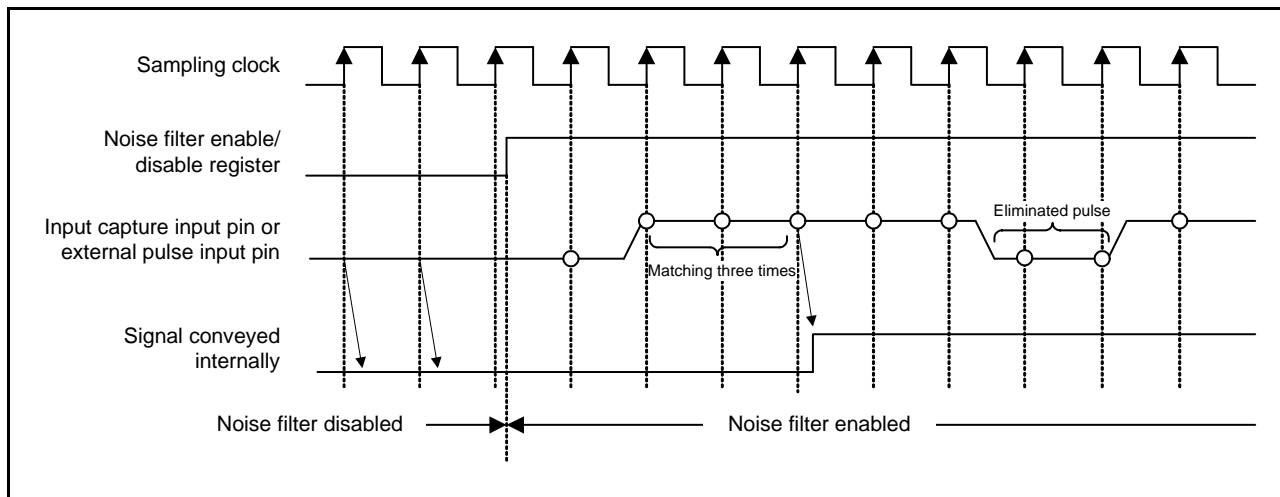 Sampling clock
Noise filter enable/
disable register
Input capture input pin or
external pulse input pin
Eliminated pulse
Matching three times
Signal conveyed
internally
Noise filter disabled
Noise filter enabled